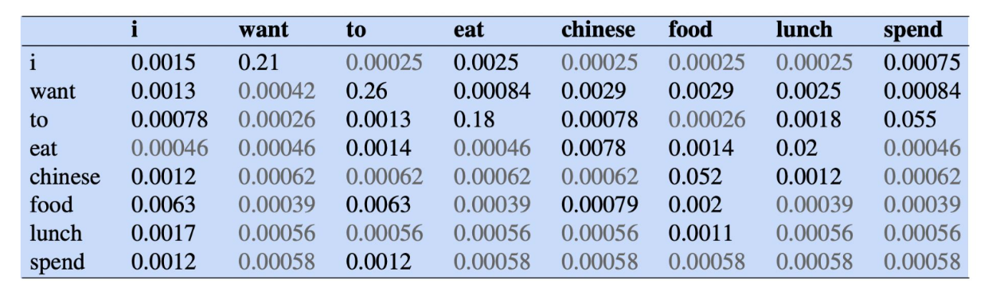 i want to eat chinese food lunch spend
i 0.0015 0.21 0.00025 0.0025 0.00025 0.00025 0.00025 0.00075
want 0.0013 0.00042 0.26 0.00084 0.0029 0.0029 0.0025 0.00084
to 0.00078 0.00026 0.0013 0.18 0.00078 0.00026 0.0018 0.055
eat 0.00046 0.00046 0.0014 0.00046 0.0078 0.0014 0.02 0.00046
chinese 0.0012 0.00062 0.00062 0.00062 0.00062 0.052 0.0012 0.00062
food 0.0063 0.00039 0.0063 0.00039 0.00079 0.002 0.00039 0.00039
lunch 0.0017 0.00056 0.00056 0.00056 0.00056 0.0011 0.00056 0.00056
spend 0.0012 0.00058 0.0012 0.00058 0.00058 0.00058 0.00058 0.00058